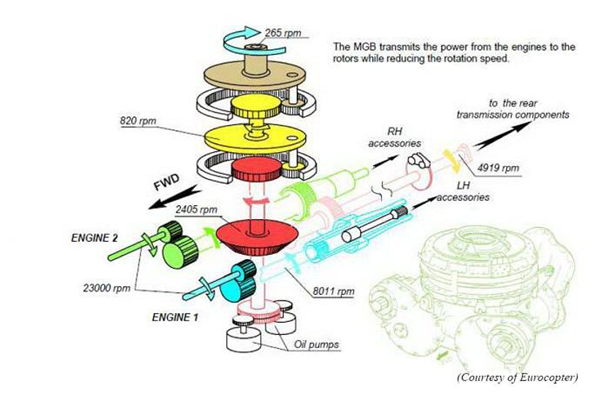 265 rpm
The MGB transmits the power from the engines to the
rotors while reducing the rotation speed.
to the rear
transmission components
820 rpm
RH
accessories
4919 rpm
FWD
LH
accessories
2405 rpm
ENGINE 2
23000 rpm
8011 rpm
ENGINE 1
Oil pumps
(Courtesy of Eurocopter)